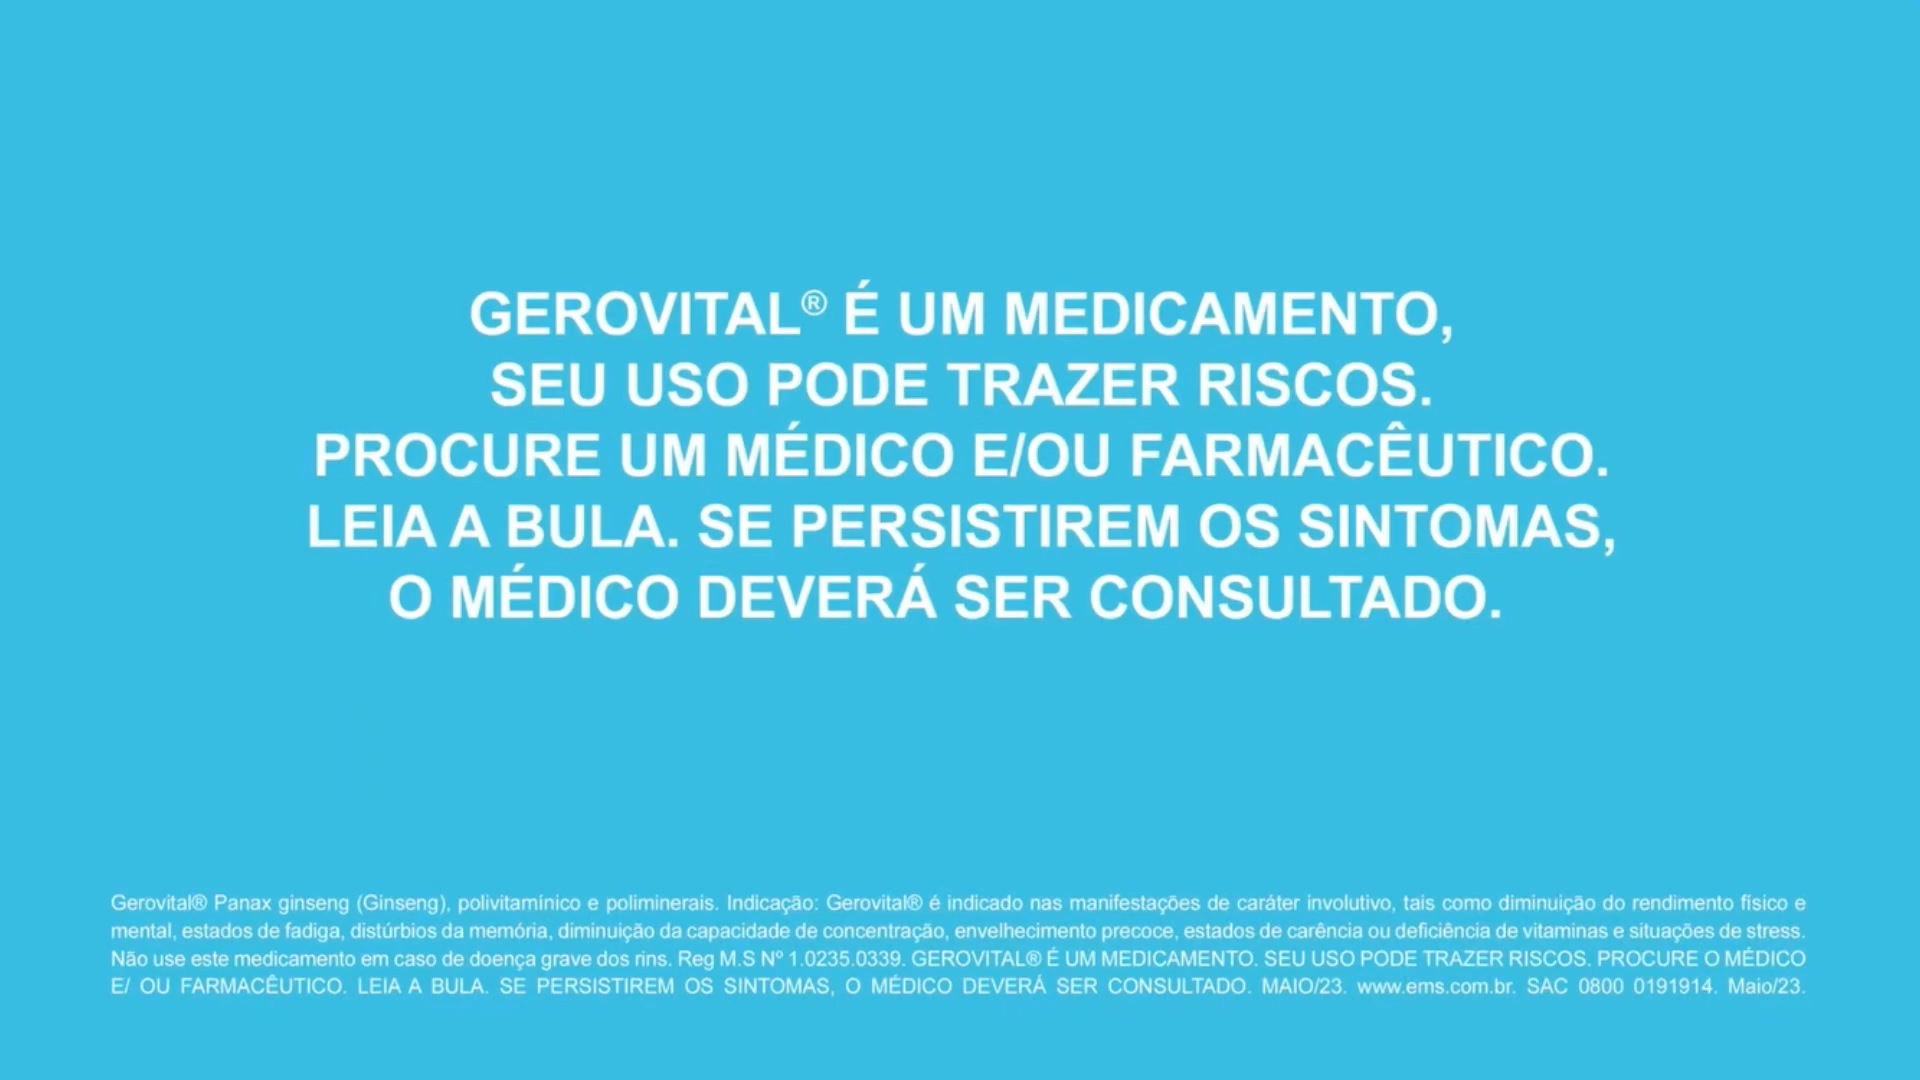 GEROVITAL® É UM MEDICAMENTO,
SEU USO PODE TRAZER RISCOS.
PROCURE UM MÉDICO E/OU FARMACÊUTICO.
LEIA A BULA. SE PERSISTIREM OS SINTOMAS,
O MÉDICO DEVERÁ SER CONSULTADO.
Gerovital® Panax ginseng (Ginseng), polivitamínico e poliminerais. Indicação: Gerovital® é indicado nas manifestações de caráter involutivo, tais como diminuição do rendimento físico e
mental, estados de fadiga, distúrbios da memória, diminuição da capacidade de concentração, envelhecimento precoce, estados de carência ou deficiência de vitaminas e situações de stress.
Não use este medicamento em caso de doença grave dos rins. Reg M.S Nº 1.0235.0339. GEROVITAL® É UM MEDICAMENTO. SEU USO PODE TRAZER RISCOS. PROCURE O MÉDICO
E/ OU FARMACÊUTICO. LEIA A BULA. SE PERSISTIREM OS SINTOMAS, O MÉDICO DEVERÁ SER CONSULTADO. MAIO/23. www.ems.com.br. SAC 0800 0191914. Maio/23.